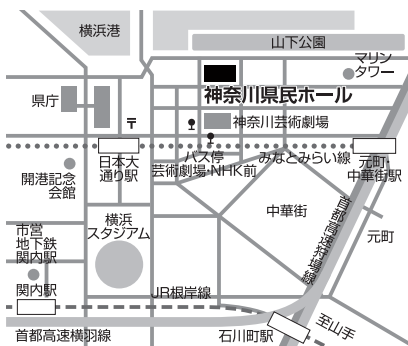 横浜港
山下公園
マリン
タワー
県庁
神奈川県民ホール
〒
神奈川芸術劇場
日本大
通り駅
バス停
芸術劇場・NHK前
みなとみらい線
元町・
中華街駅
開港記念
会館
横浜
スタジアム
中華街
首都高速狩場線
元町
市営
地下鉄
関内駅
関内駅
JR根岸線
首都高速横羽線
石川町駅
至山手